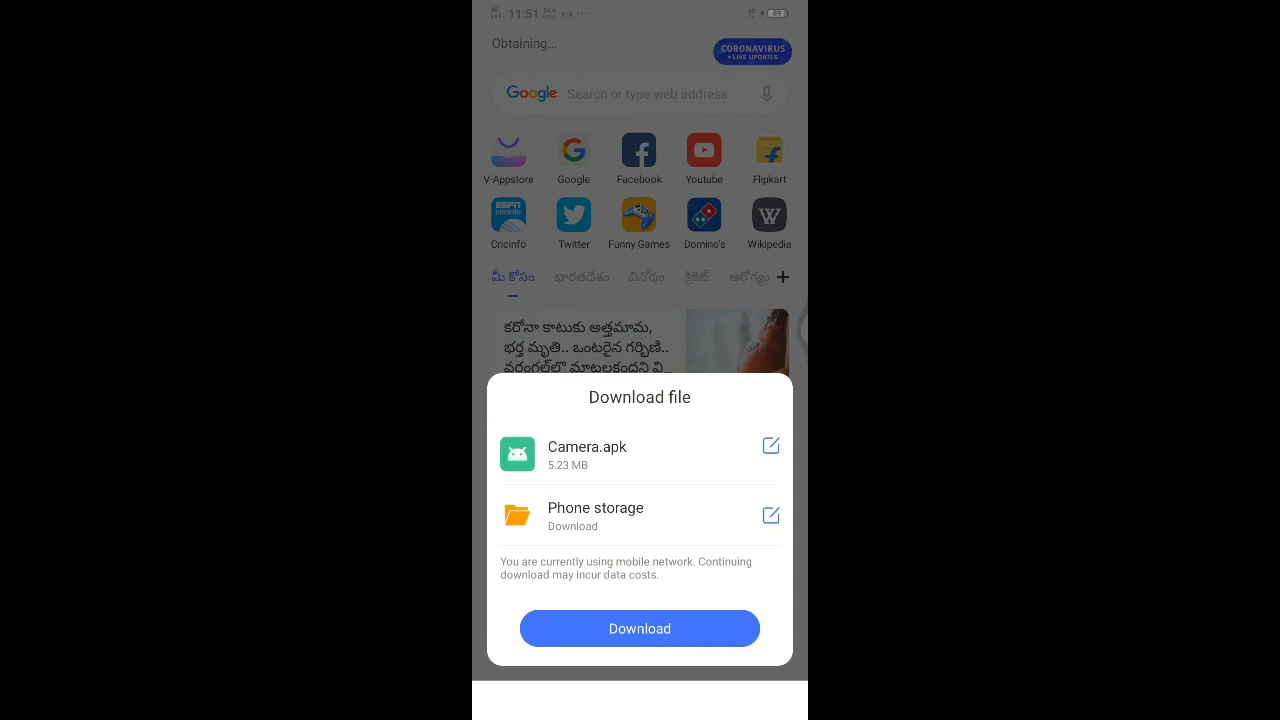 11:51
89
Obtaining...
CORONAVIRUS
• LIVE UPDATES
Google Search or type web address
V-Appstore Google Facebook Youtube Flipkart
ESPN
cricinfo
Cricinfo Twitter Funny Games Domino's Wikipedia
మీ కోసం భారతదేశం వినోదం క్రికెట్ ఆరోగ్యం +
కరోనా కాటుకు అత్తమామ,
భర్త మృతి.. ఒంటరైన గర్భిణి..
వరంగల్‌లో మాటలకందని వి...
Download file
Camera.apk
5.23 MB
Phone storage
Download
You are currently using mobile network. Continuing
download may incur data costs.
Download